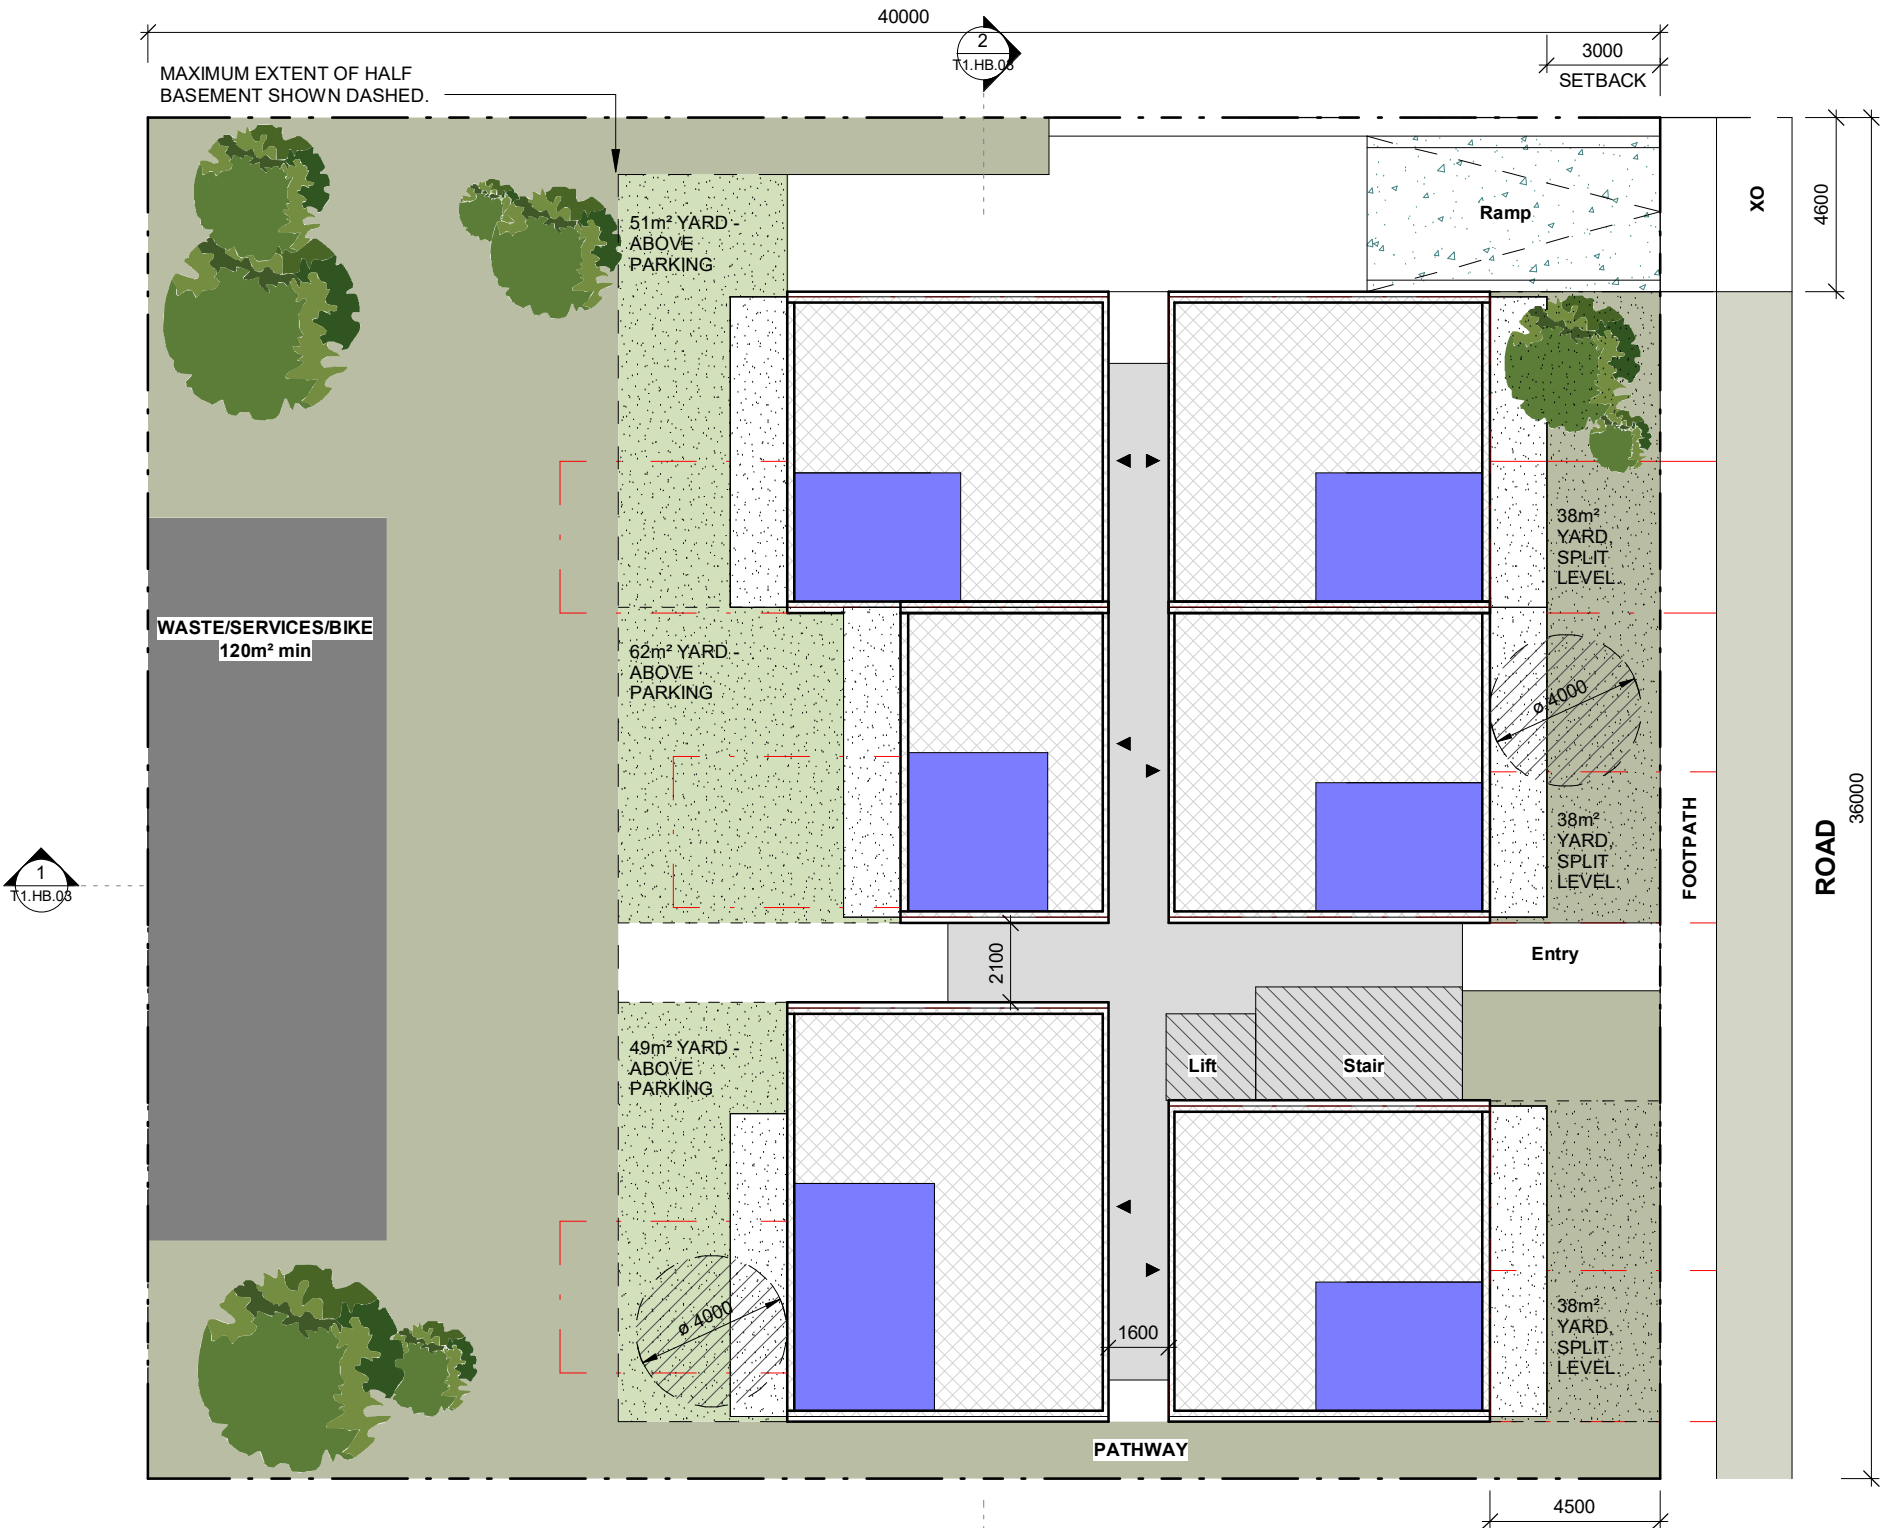 40000
2
T1.HB.03
3000
SETBACK
MAXIMUM EXTENT OF HALF
BASEMENT SHOWN DASHED.
51m² YARD -
ABOVE
PARKING
Ramp
XO
4600
38m²
YARD,
SPLIT
LEVEL.
WASTE/SERVICES/BIKE
120m² min
62m² YARD -
ABOVE
PARKING
ø 4000
38m²
YARD,
SPLIT
LEVEL.
FOOTPATH
ROAD
36000
1
T1.HB.03
2100
Entry
49m² YARD -
ABOVE
PARKING
Lift
Stair
ø 4000
1600
38m²
YARD,
SPLIT
LEVEL.
PATHWAY
4500